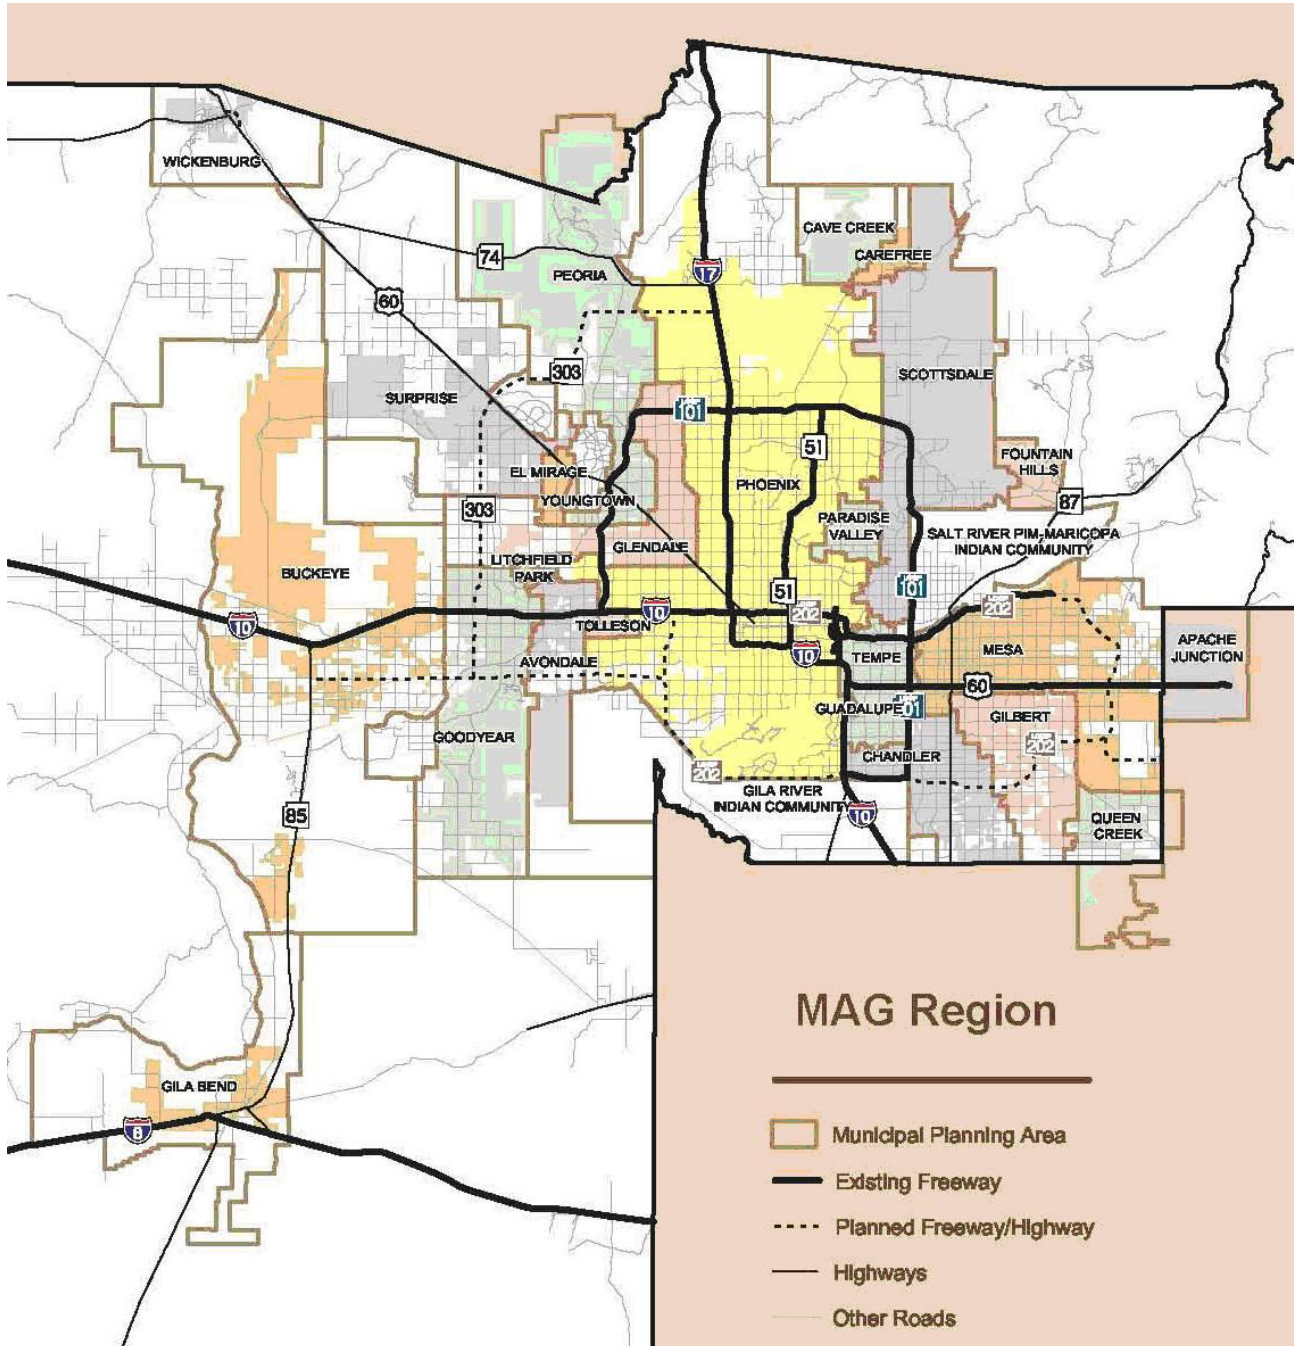 WICKENBURG
CAVE CREEK
CAREFREE
74
PEORIA
17
60
303
SCOTTSDALE
SURPRISE
101
51
FOUNTAIN
HILLS
EL MIRAGE
PHOENIX
87
YOUNGTOWN
303
PARADISE
VALLEY
SALT RIVER PIM-MARICOPA
INDIAN COMMUNITY
GLENDALE
LITCHFIELD
PARK
BUCKEYE
51
101
202
10
10
202
TOLLESON
APACHE
JUNCTION
10
TEMPE
MESA
AVONDALE
60
GUADALUPE
01
GILBERT
GOODYEAR
202
CHANDLER
202
GILA RIVER
INDIAN COMMUNITY
85
10
QUEEN
CREEK
MAG Region
GILA BEND
8
Municipal Planning Area
Existing Freeway
Planned Freeway/Highway
Highways
Other Roads